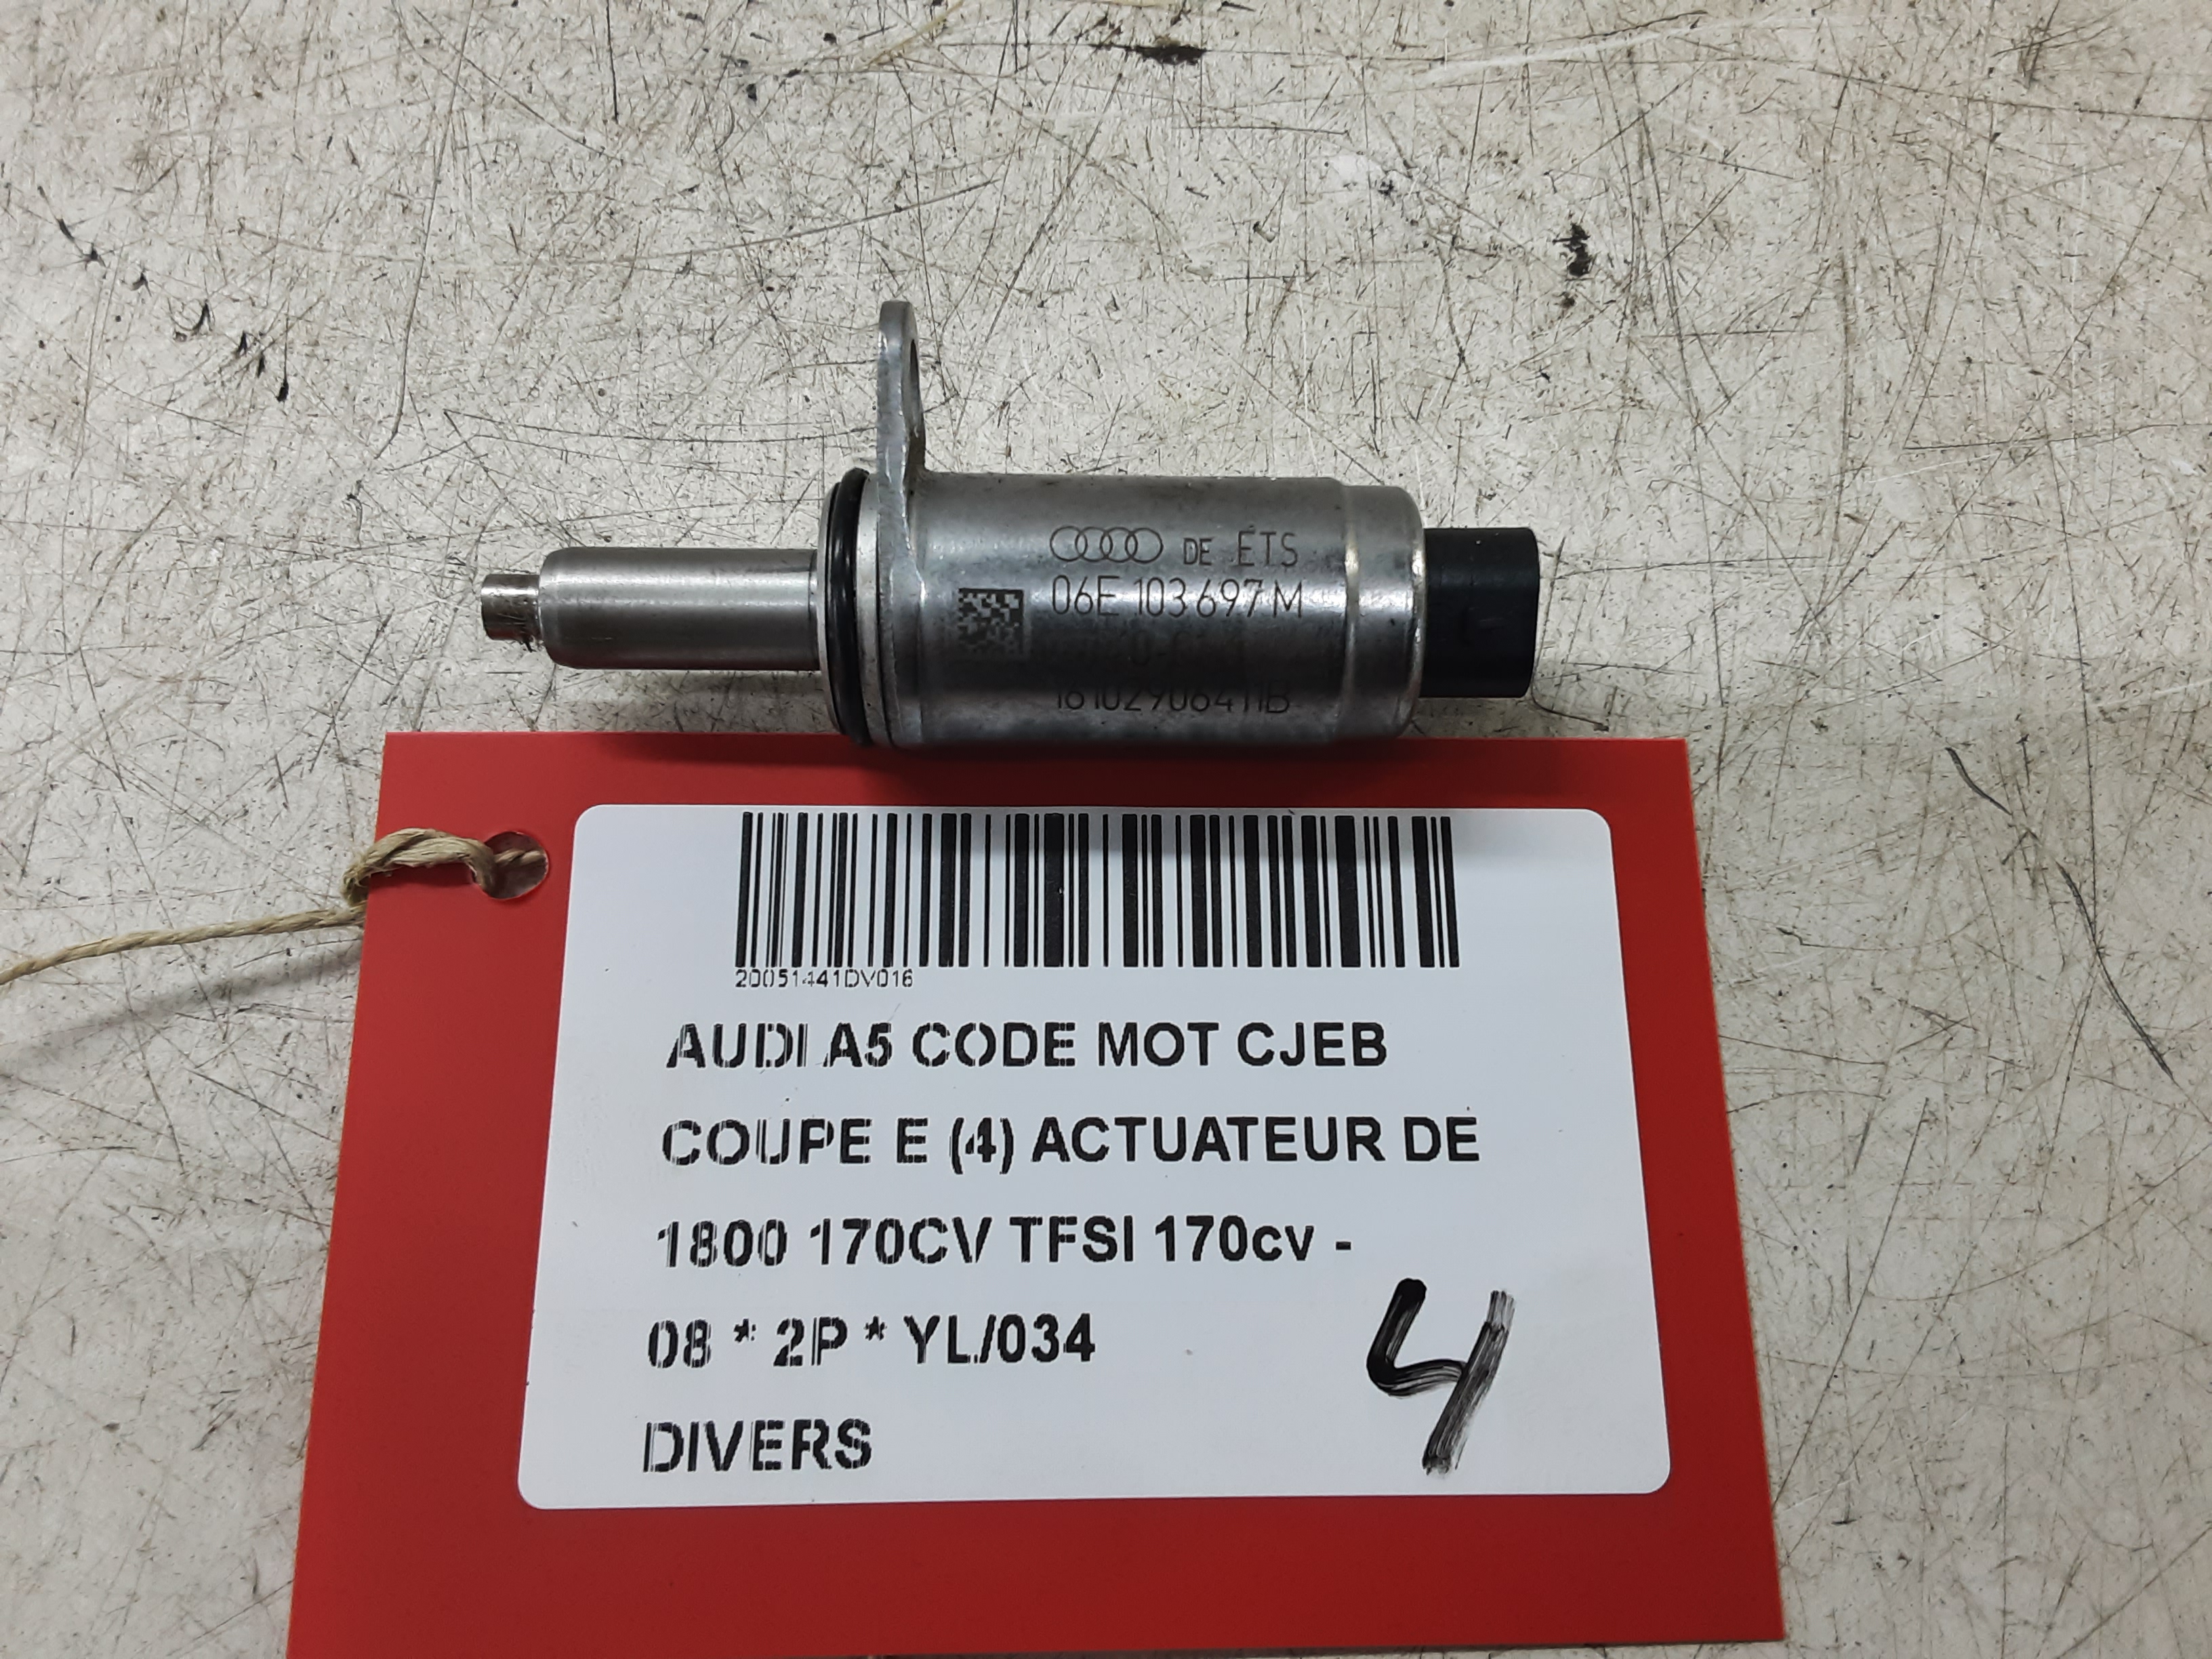 DE ETS
06E 103 697 M
16102906411B
20051441DV016
AUDI A5 CODE MOT CJEB
COUPE E (4) ACTUATEUR DE
1800 170CV TFSI 170cv -
08 * 2P * YL/034
DIVERS
4